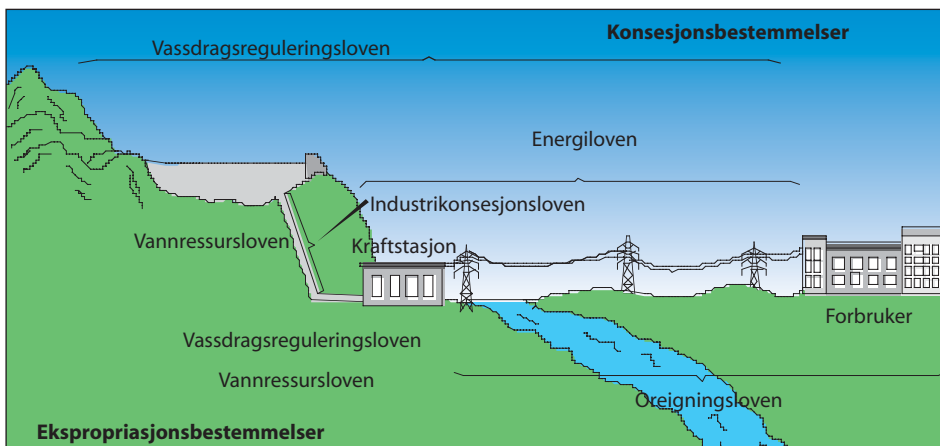 Konsesjonsbestemmelser
Vassdragsreguleringsloven
Energiloven
Industrikonsesjonsloven
Vannressursloven
Kraftstasjon
Forbruker
Vassdragsreguleringsloven
Vannressursloven
Oreigningsloven
Ekspropriasjonsbestemmelser